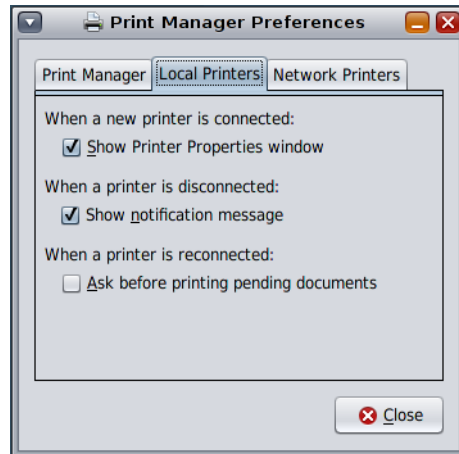 Print Manager Preferences
Print Manager Local Printers Network Printers
When a new printer is connected:
Show Printer Properties window
When a printer is disconnected:
Show notification message
When a printer is reconnected:
Ask before printing pending documents
Close